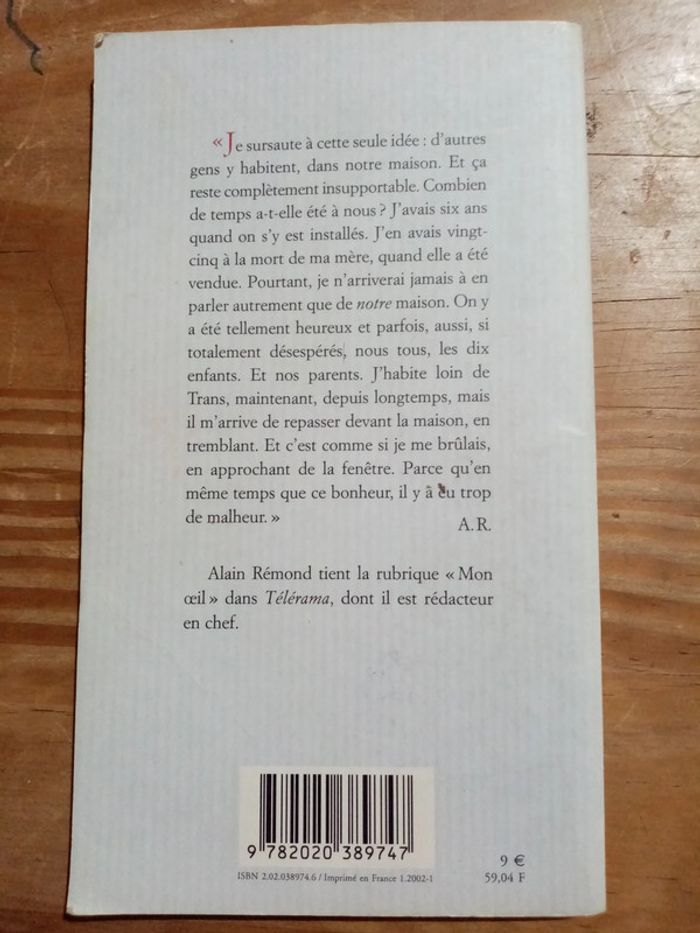 « Je sursaute à cette seule idée : d'autres
gens y habitent, dans notre maison. Et ça
reste complètement insupportable. Combien
de temps a-t-elle été à nous ? J'avais six ans
quand on s'y est installés. J'en avais vingt-
cinq à la mort de ma mère, quand elle a été
vendue. Pourtant, je n'arriverai jamais à en
parler autrement que de notre maison. On y
a été tellement heureux et parfois, aussi, si
totalement désespérés, nous tous, les dix
enfants. Et nos parents. J'habite loin de
Trans, maintenant, depuis longtemps, mais
il m'arrive de repasser devant la maison, en
tremblant. Et c'est comme si je me brûlais,
en approchant de la fenêtre. Parce qu'en
même temps que ce bonheur, il y a eu trop
de malheur. »
A. R.
Alain Rémond tient la rubrique « Mon
œil » dans Télérama, dont il est rédacteur
en chef.
9 782020 389747
ISBN 2.02.038974.6 / Imprimé en France 1.2002-1
9 €
59,04 F